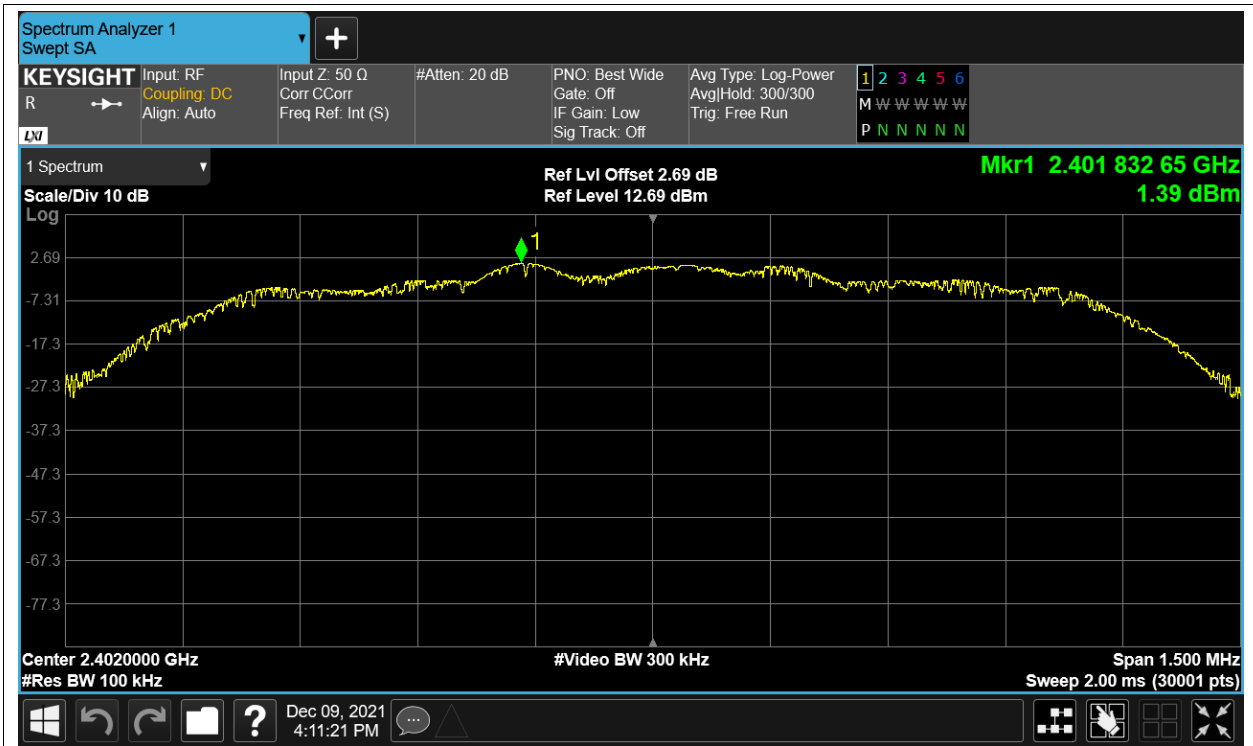 Spectrum Analyzer 1
Swept SA
▼
+
KEYSIGHT
R
LXI
Input: RF
Coupling: DC
Align: Auto
Input Z: 50 Ω
Corr CCorr
Freq Ref: Int (S)
#Atten: 20 dB
PNO: Best Wide
Gate: Off
IF Gain: Low
Sig Track: Off
Avg Type: Log-Power
Avg|Hold: 300/300
Trig: Free Run
1 2 3 4 5 6
M W W W W W W
P N N N N N
1 Spectrum ▼
Scale/Div 10 dB
Log
Ref Lvl Offset 2.69 dB
Ref Level 12.69 dBm
Mkr1 2.401 832 65 GHz
1.39 dBm
1
2.69
-7.31
-17.3
-27.3
-37.3
-47.3
-57.3
-67.3
-77.3
Center 2.4020000 GHz
#Res BW 100 kHz
#Video BW 300 kHz
Span 1.500 MHz
Sweep 2.00 ms (30001 pts)
?
Dec 09, 2021
4:11:21 PM